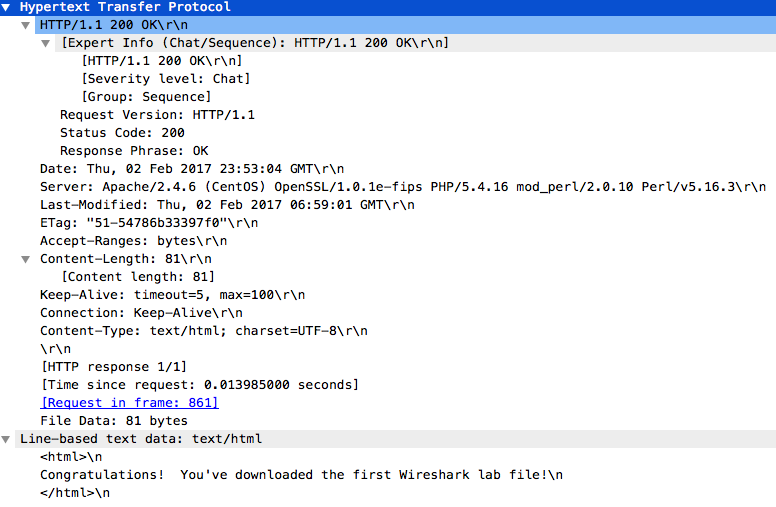 Hypertext Transfer Protocol
HTTP/1.1 200 OK\r\n
[Expert Info (Chat/Sequence): HTTP/1.1 200 OK\r\n]
[HTTP/1.1 200 OK\r\n]
[Severity level: Chat]
[Group: Sequence]
Request Version: HTTP/1.1
Status Code: 200
Response Phrase: OK
Date: Thu, 02 Feb 2017 23:53:04 GMT\r\n
Server: Apache/2.4.6 (CentOS) OpenSSL/1.0.1e-fips PHP/5.4.16 mod_perl/2.0.10 Perl/v5.16.3\r\n
Last-Modified: Thu, 02 Feb 2017 06:59:01 GMT\r\n
ETag: "51-54786b33397f0"\r\n
Accept-Ranges: bytes\r\n
Content-Length: 81\r\n
[Content length: 81]
Keep-Alive: timeout=5, max=100\r\n
Connection: Keep-Alive\r\n
Content-Type: text/html; charset=UTF-8\r\n
\r\n
[HTTP response 1/1]
[Time since request: 0.013985000 seconds]
[Request in frame: 861]
File Data: 81 bytes
Line-based text data: text/html
<html>\n
Congratulations!  You've downloaded the first Wireshark lab file!\n
</html>\n